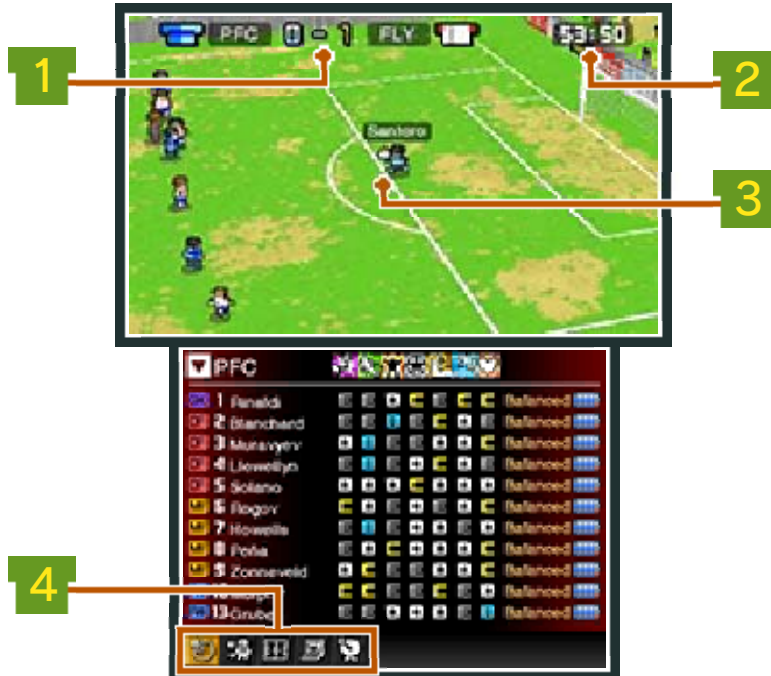 PFC 0 - 1 FLY 53:50
1
2
Santoro
3
PFC
1 Rinaldi Balanced
2 Blanchard Balanced
3 Muravyev Balanced
4 Llewellyn Balanced
5 Solano Balanced
6 Rogov Balanced
7 Howells Balanced
8 Peña Balanced
9 Zonneveld Balanced
Balanced
13 Gruber Balanced
4